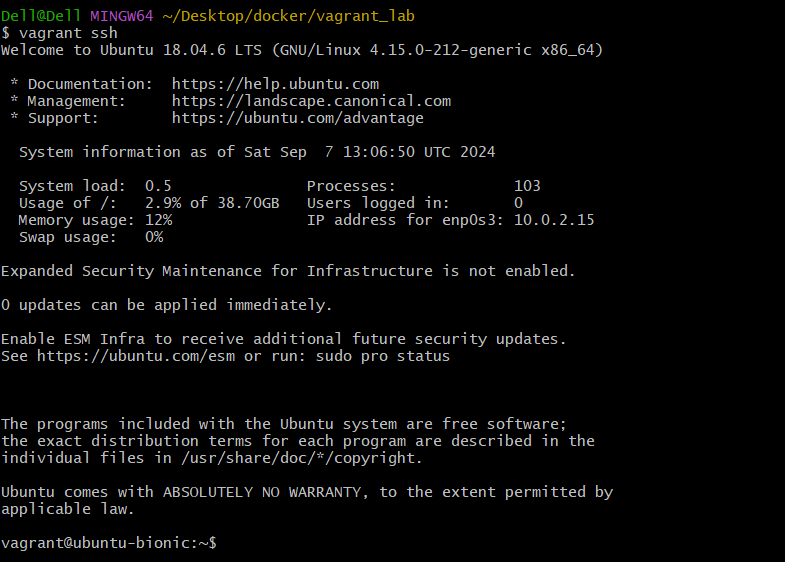 Dell@Dell MINGW64 ~/Desktop/docker/vagrant_lab
$ vagrant ssh
Welcome to Ubuntu 18.04.6 LTS (GNU/Linux 4.15.0-212-generic x86_64)
* Documentation:  https://help.ubuntu.com
* Management:     https://landscape.canonical.com
* Support:        https://ubuntu.com/advantage
System information as of Sat Sep  7 13:06:50 UTC 2024
System load:  0.5               Processes:             103
Usage of /:   2.9% of 38.70GB   Users logged in:       0
Memory usage: 12%               IP address for enp0s3: 10.0.2.15
Swap usage:   0%
Expanded Security Maintenance for Infrastructure is not enabled.
0 updates can be applied immediately.
Enable ESM Infra to receive additional future security updates.
See https://ubuntu.com/esm or run: sudo pro status
The programs included with the Ubuntu system are free software;
the exact distribution terms for each program are described in the
individual files in /usr/share/doc/*/copyright.
Ubuntu comes with ABSOLUTELY NO WARRANTY, to the extent permitted by
applicable law.
vagrant@ubuntu-bionic:~$